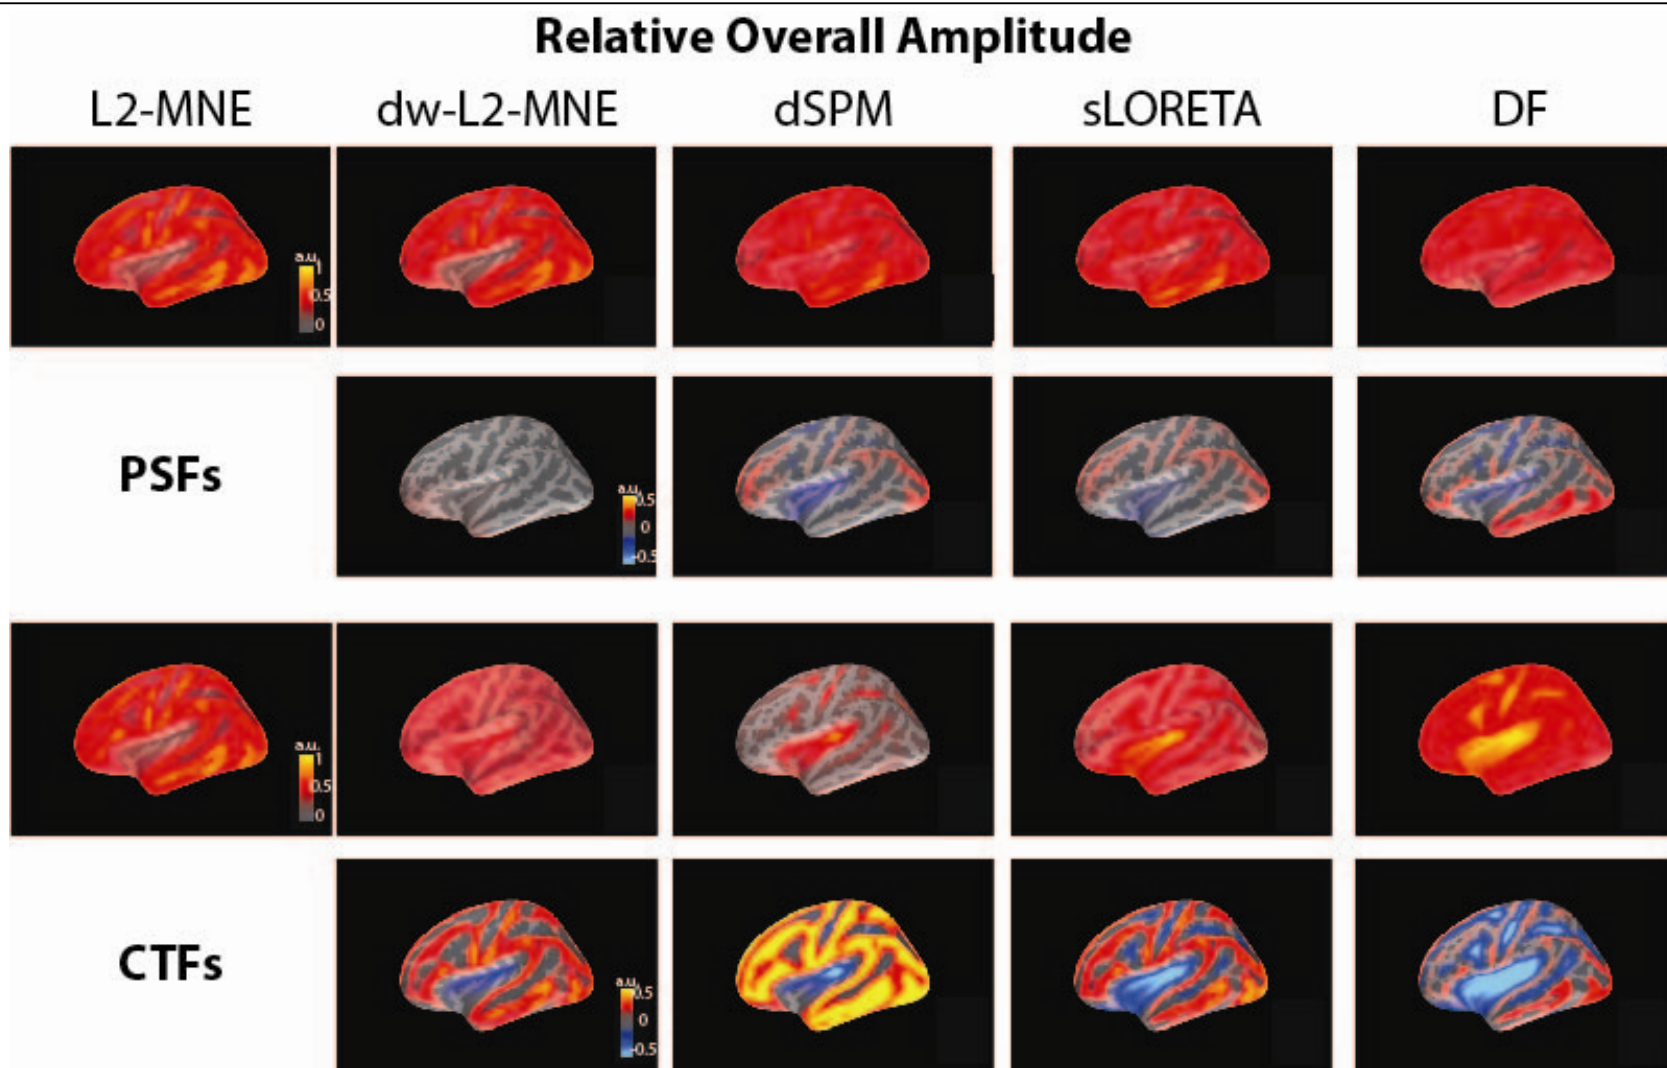 Relative Overall Amplitude
L2-MNE dw-L2-MNE dSPM sLORETA DF
a.u.
1
0.5
0
PSFs
a.u.
0.5
0
-0.5
a.u.
1
0.5
0
CTFs
a.u.
0.5
0
-0.5